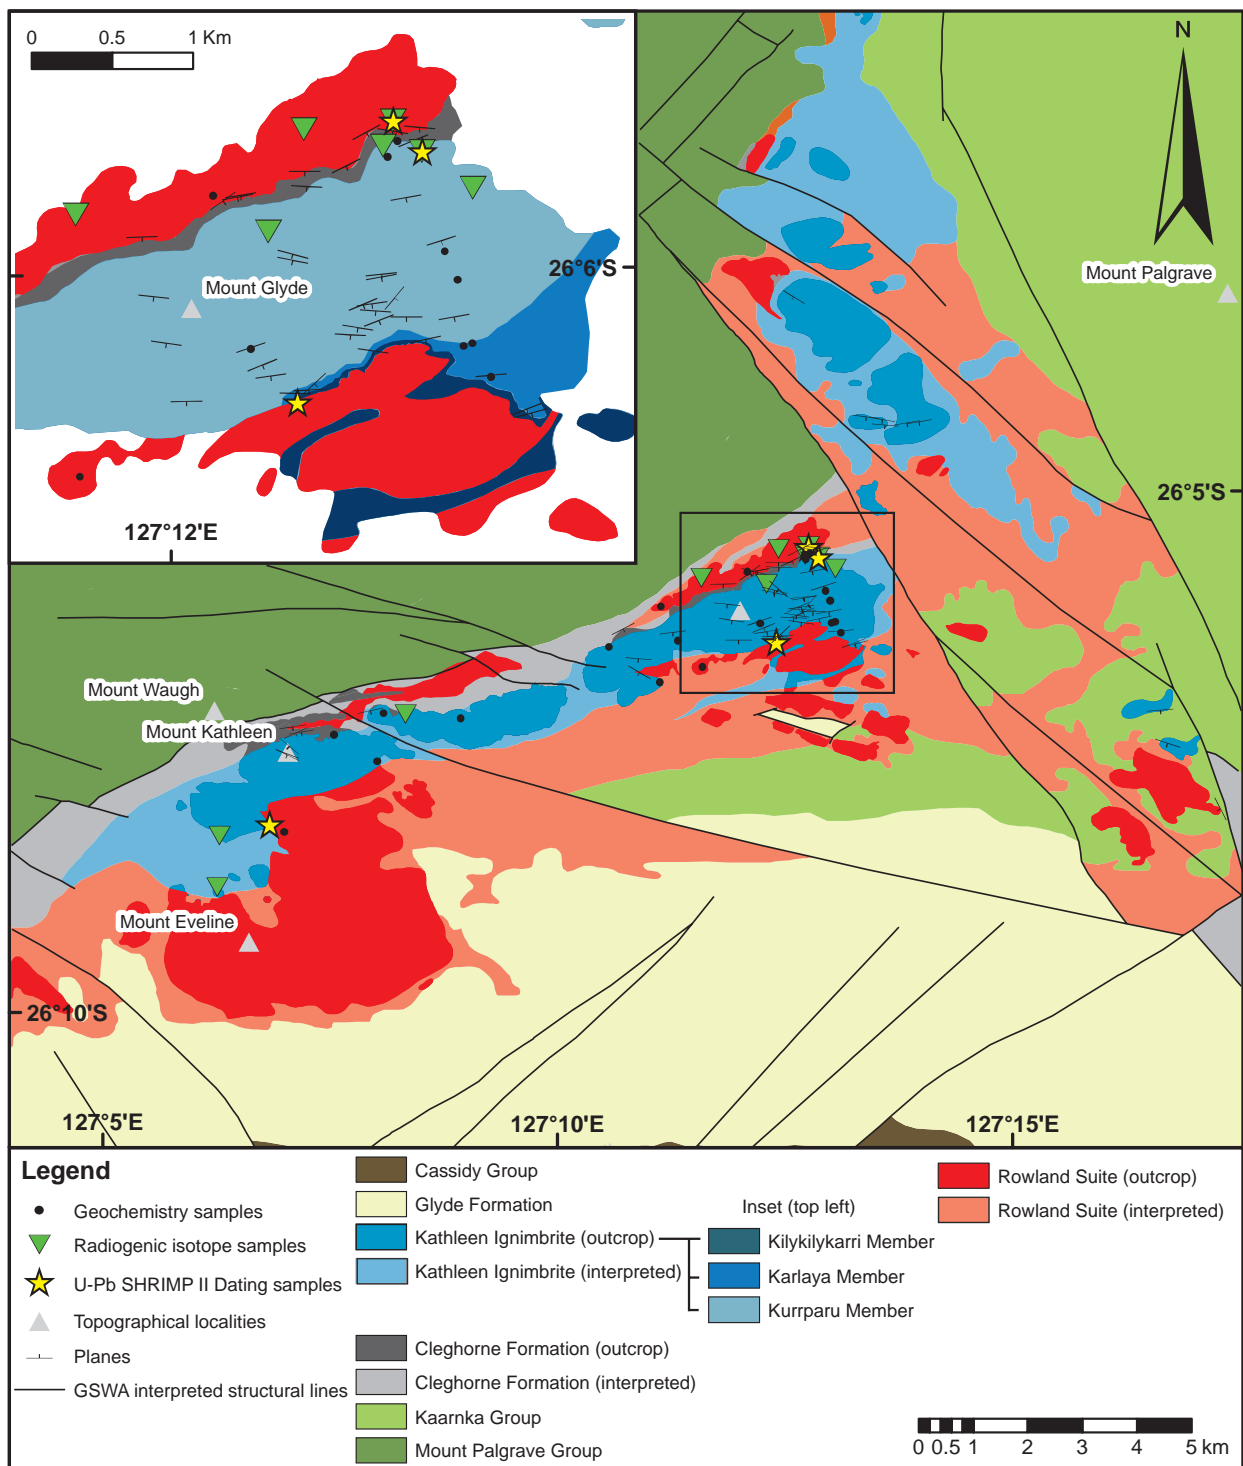 0 0.5 1 Km
N
26°6'S
Mount Palgrave
Mount Glyde
26°5'S
127°12'E
Mount Waugh
Mount Kathleen
Mount Eveline
26°10'S
127°5'E 127°10'E 127°15'E
Legend
Geochemistry samples
Radiogenic isotope samples
U-Pb SHRIMP II Dating samples
Topographical localities
Planes
GSWA interpreted structural lines
Cassidy Group
Glyde Formation
Kathleen Ignimbrite (outcrop)
Kathleen Ignimbrite (interpreted)
Cleghorne Formation (outcrop)
Cleghorne Formation (interpreted)
Kaarnka Group
Mount Palgrave Group
Inset (top left)
Kilykilykarri Member
Karlaya Member
Kurrparu Member
Rowland Suite (outcrop)
Rowland Suite (interpreted)
0 0.5 1 2 3 4 5 km